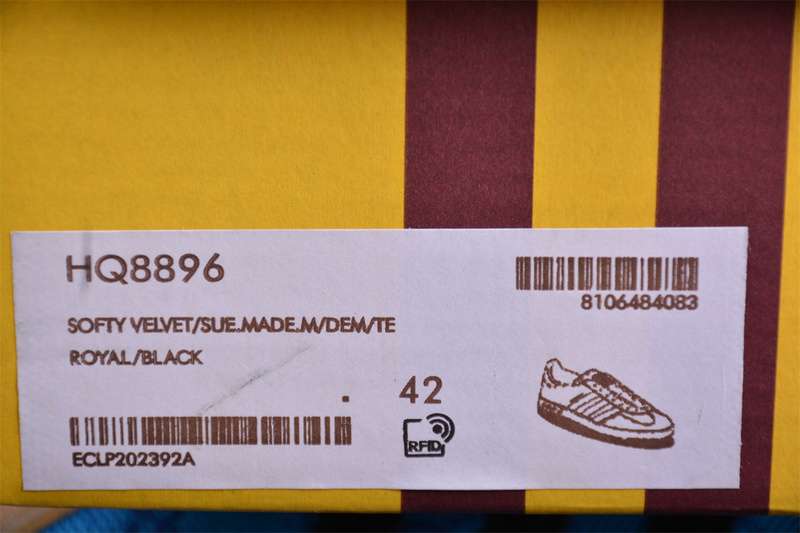 HQ8896
8106484083
SOFTY VELVET/SUE.MADE.M/DEM/TE
ROYAL/BLACK
. 42
RFID
ECLP202392A